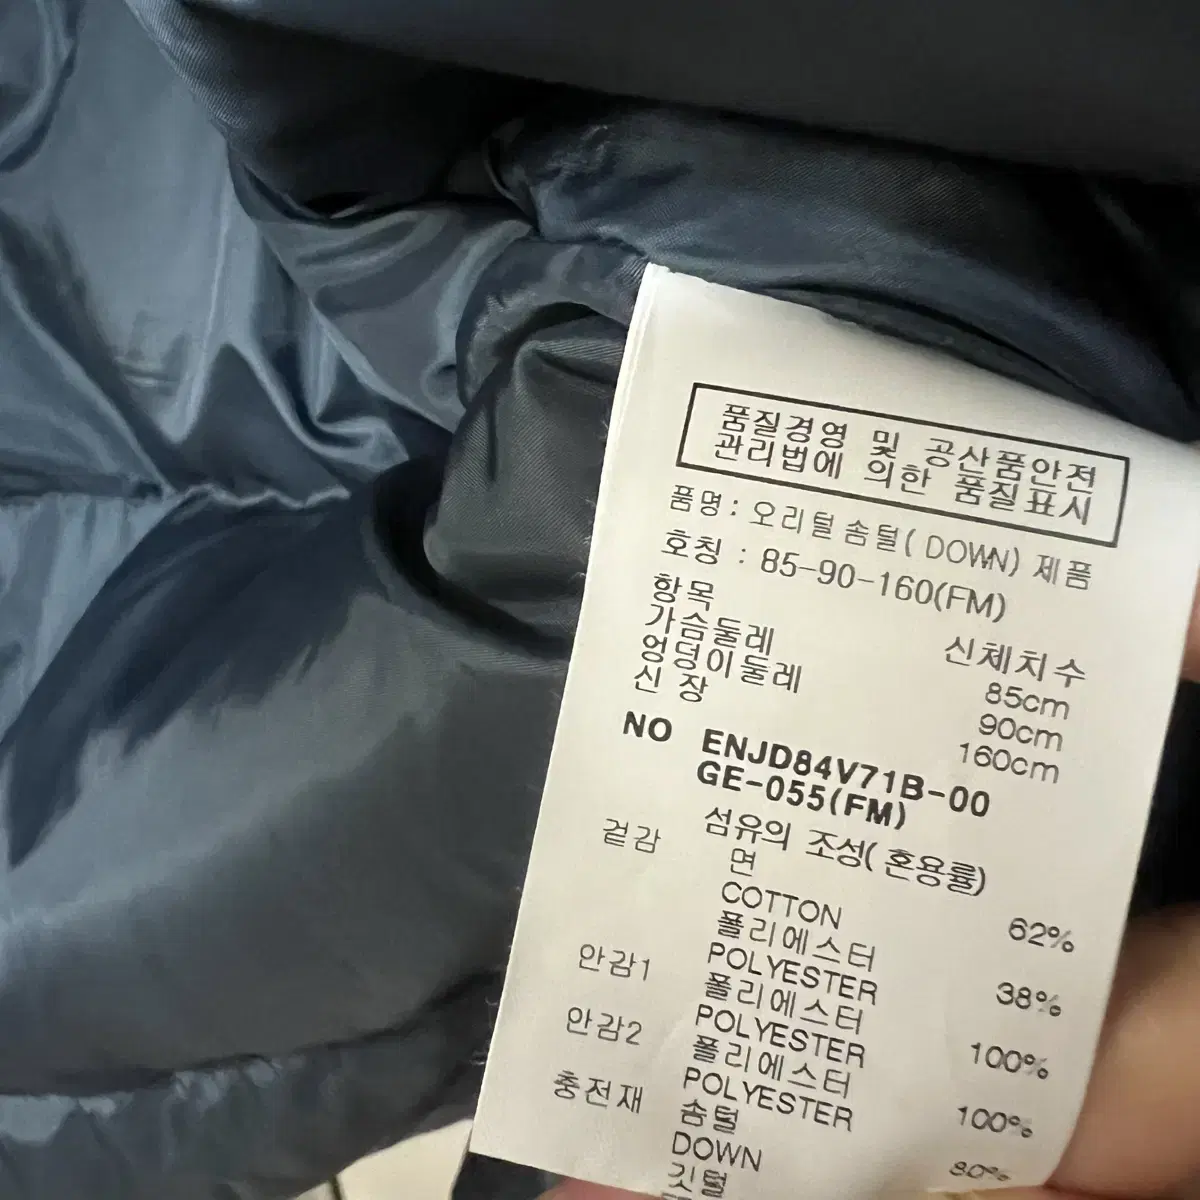 품질경영 및 공산품안전
관리법에 의한 품질표시
품명 : 오리털솜털( DOWN) 제품
호칭 : 85-90-160(FM)
항목 신체치수
가슴둘레 85cm
엉덩이둘레 90cm
신 장 160cm
NO ENJD84V71B-00
GE-055(FM)
섬유의 조성( 혼용률)
겉감 면
COTTON 62%
폴리에스터
POLYESTER 38%
안감1 폴리에스터
POLYESTER 100%
안감2 폴리에스터
POLYESTER 100%
충전재 솜털
DOWN 80%
깃털